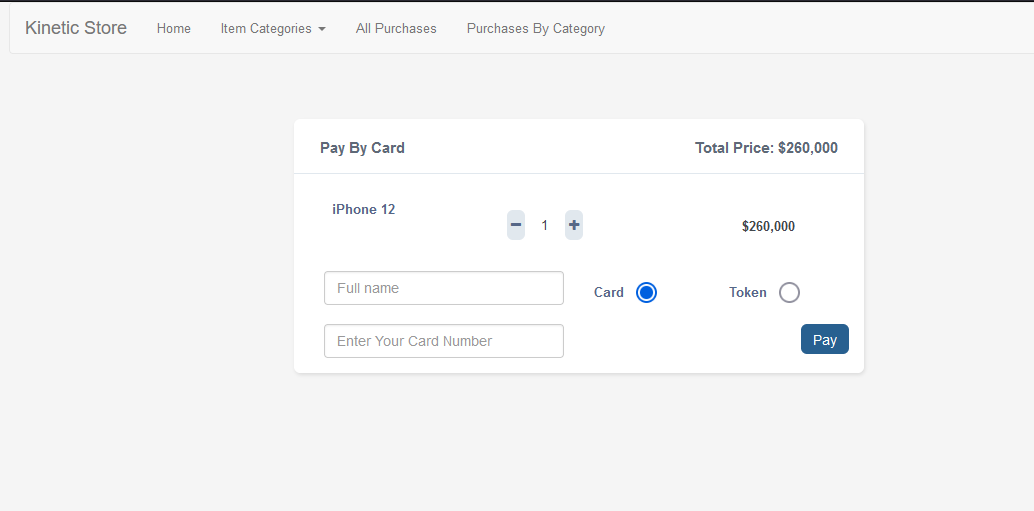 Kinetic Store Home Item Categories All Purchases Purchases By Category
Pay By Card Total Price: $260,000
iPhone 12 1 $260,000
Full name Card Token
Enter Your Card Number Pay